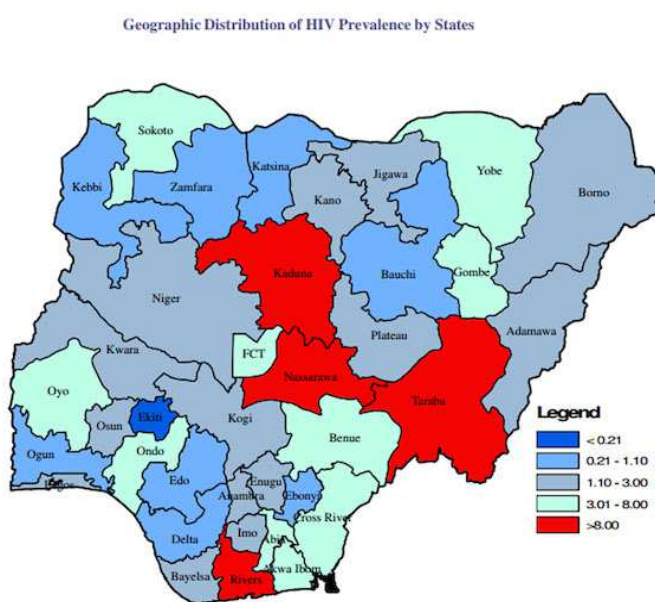 Geographic Distribution of HIV Prevalence by States
Sokoto
Kebbi
Zamfara
Katsina
Kano
Jigawa
Yobe
Borno
Kaduna
Bauchi
Gombe
Niger
Plateau
Adamawa
Kwara
FCT
Nassarawa
Taraba
Oyo
Osun
Ekiti
Kogi
Benue
Ogun
Ondo
Lagos
Edo
Anambra
Enugu
Ebonyi
Cross River
Delta
Imo
Abia
Bayelsa
Rivers
Akwa Ibom
Legend
< 0.21
0.21 - 1.10
1.10 - 3.00
3.01 - 8.00
>8.00